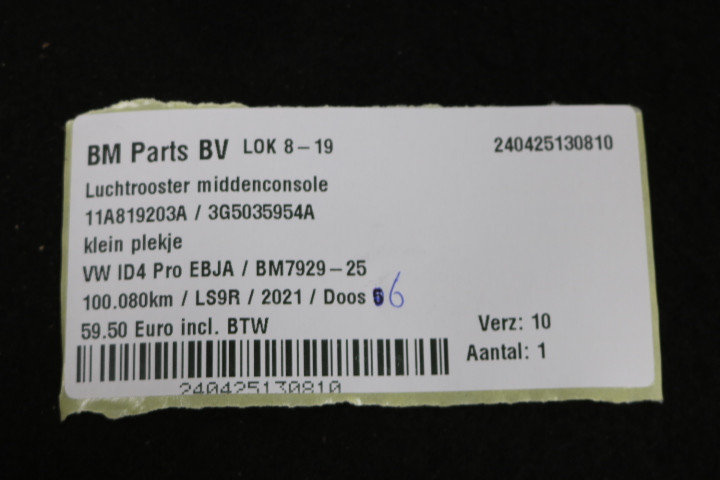 BM Parts BV LOK 8-19 240425130810
Luchtrooster middenconsole
11A819203A / 3G5035954A
klein plekje
VW ID4 Pro EBJA / BM7929-25
100.080km / LS9R / 2021 / Doos 6
59.50 Euro incl. BTW Verz: 10
Aantal: 1
240425130810